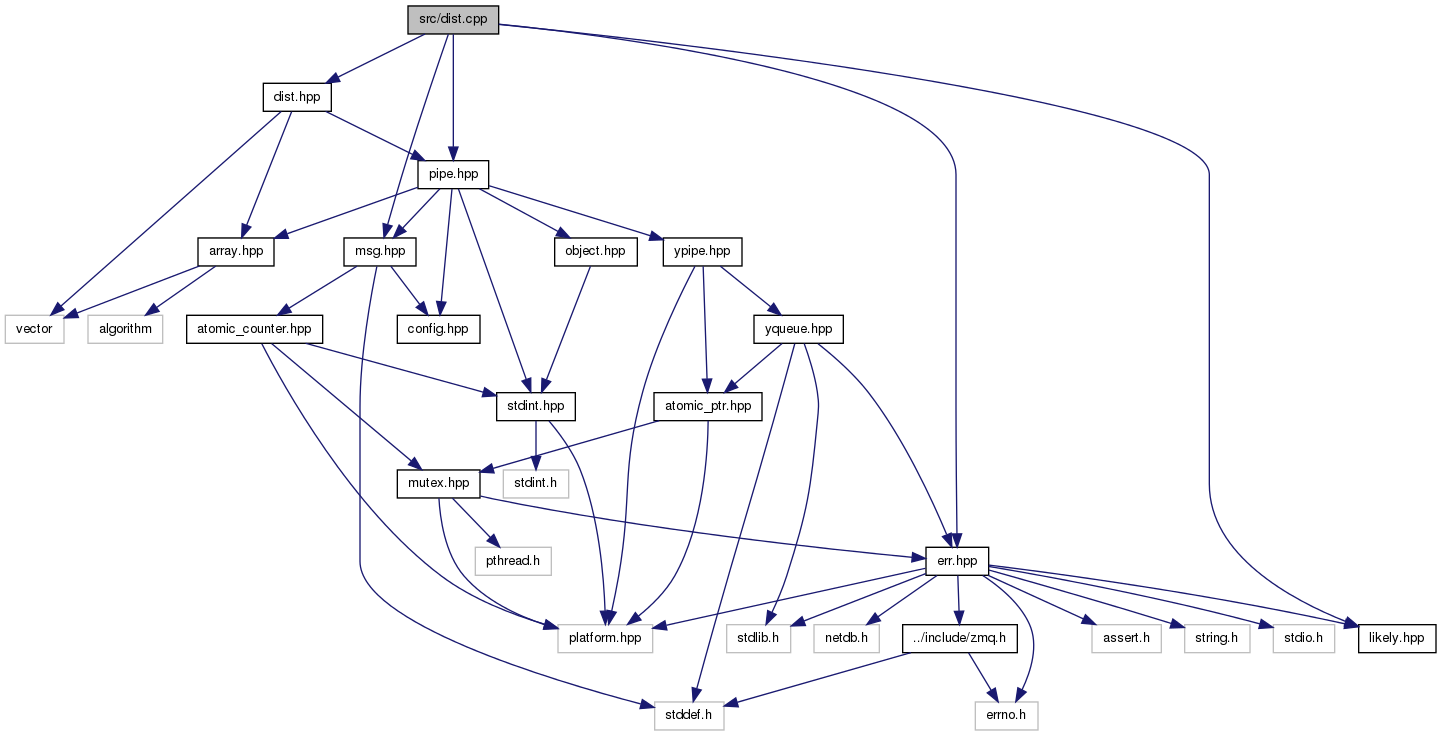 src/dist.cpp
dist.hpp
pipe.hpp
array.hpp
msg.hpp
object.hpp
ypipe.hpp
vector
algorithm
atomic_counter.hpp
config.hpp
yqueue.hpp
stdint.hpp
atomic_ptr.hpp
mutex.hpp
stdint.h
pthread.h
err.hpp
platform.hpp
stdlib.h
netdb.h
../include/zmq.h
assert.h
string.h
stdio.h
likely.hpp
stddef.h
errno.h